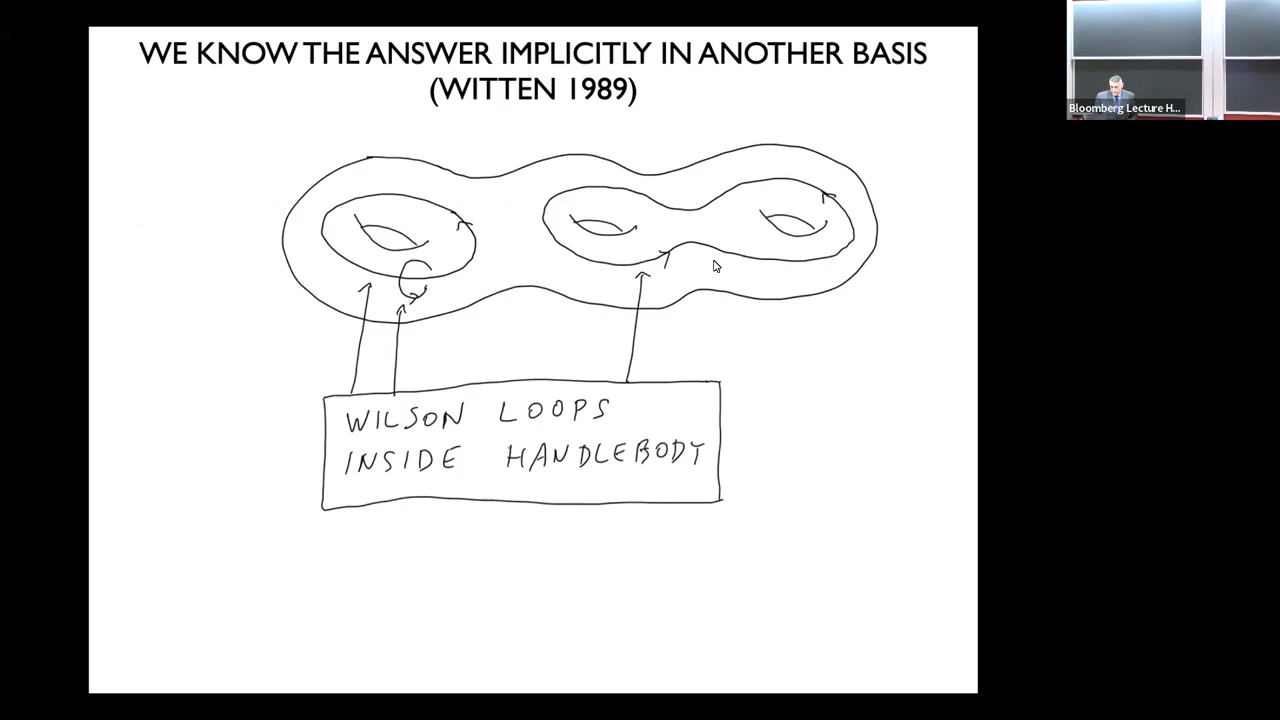 WE KNOW THE ANSWER IMPLICITLY IN ANOTHER BASIS
(WITTEN 1989)
Bloomberg Lecture H...
WILSON LOOPS
INSIDE HANDLEBODY